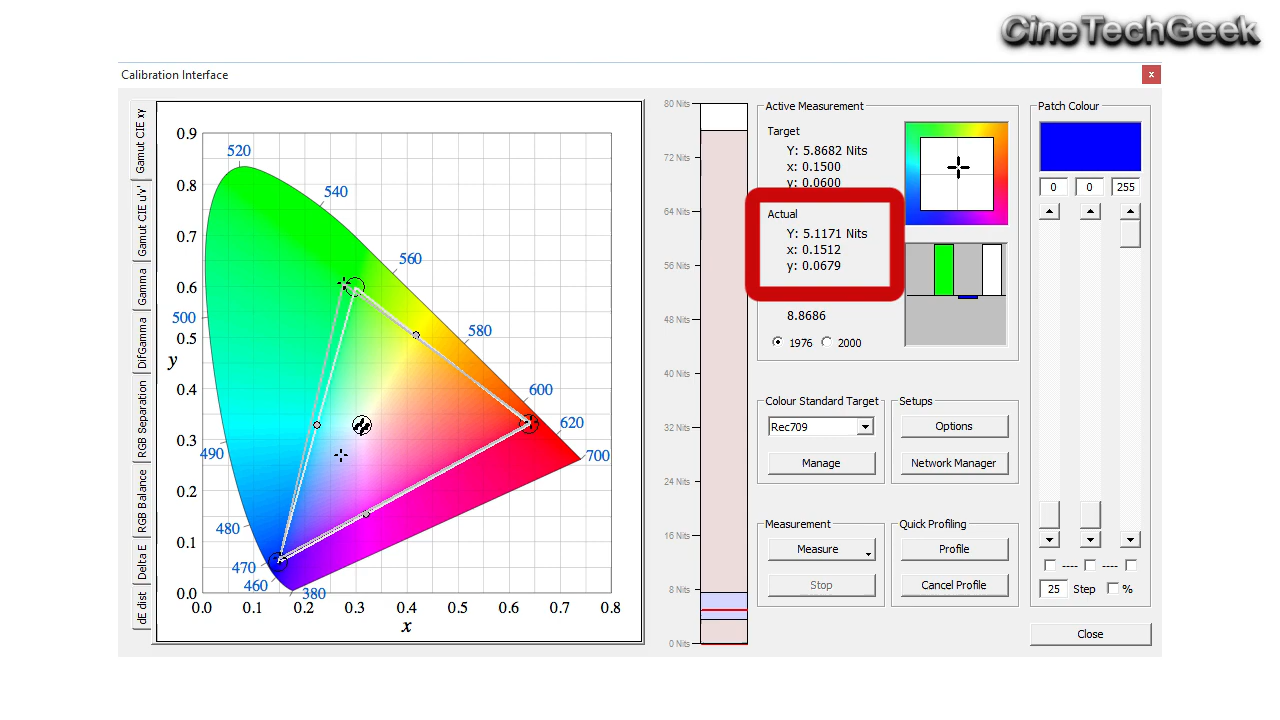 CineTechGeek
Calibration Interface
x
Gamut CIE xy
Gamut CIE u'v'
Gamma
DifGamma
RGB Separation
RGB Balance
Delta E
dE dist
0.9
0.8
0.7
0.6
0.5
0.4
0.3
0.2
0.1
0.0
y
0.0 0.1 0.2 0.3 0.4 0.5 0.6 0.7 0.8
x
520
540
560
580
600
620
700
500
490
480
470
460
380
80 Nits
72 Nits
64 Nits
56 Nits
48 Nits
40 Nits
32 Nits
24 Nits
16 Nits
8 Nits
0 Nits
Active Measurement
Target
Y: 5.8682 Nits
x: 0.1500
y: 0.0600
Actual
Y: 5.1171 Nits
x: 0.1512
y: 0.0679
8.8686
1976 2000
Colour Standard Target
Rec709
Manage
Setups
Options
Network Manager
Measurement
Measure
Stop
Quick Profiling
Profile
Cancel Profile
Patch Colour
0 0 255
---- ----
25 Step %
Close